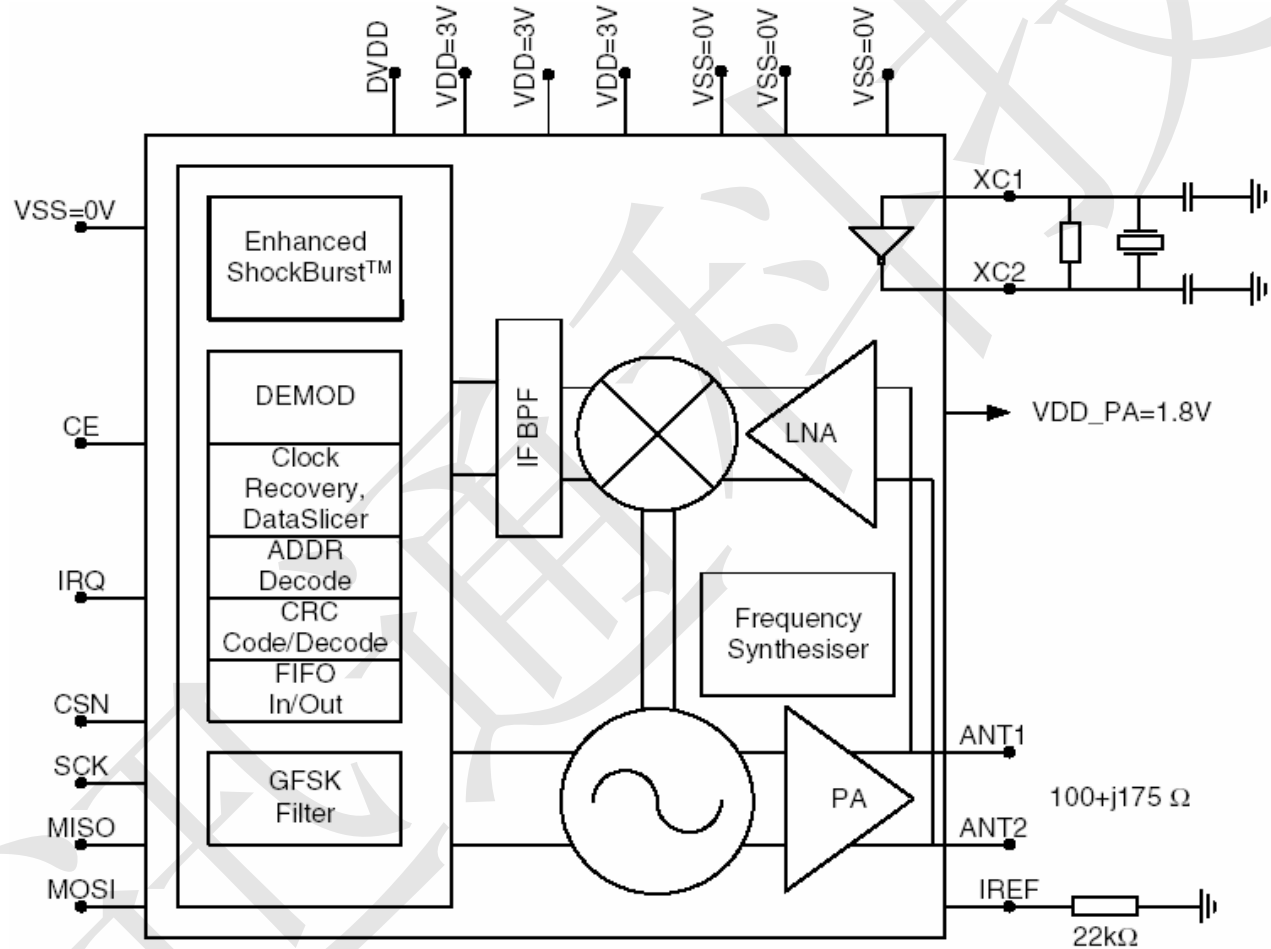 DVDD
VDD=3V
VDD=3V
VDD=3V
VSS=0V
VSS=0V
VSS=0V
VSS=0V
CE
IRQ
CSN
SCK
MISO
MOSI
Enhanced
ShockBurst™
DEMOD
Clock
Recovery,
DataSlicer
ADDR
Decode
CRC
Code/Decode
FIFO
In/Out
GFSK
Filter
IF BPF
LNA
Frequency
Synthesiser
PA
XC1
XC2
VDD_PA=1.8V
ANT1
100+j175 Ω
ANT2
IREF
22kΩ